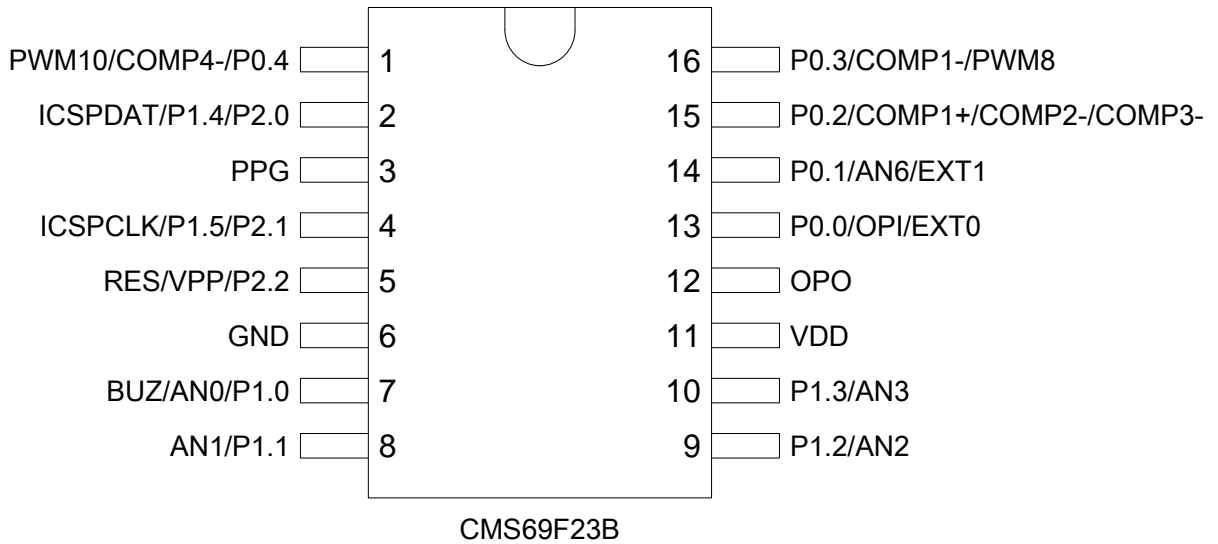 PWM10/COMP4-/P0.4 1 16 P0.3/COMP1-/PWM8
ICSPDAT/P1.4/P2.0 2 15 P0.2/COMP1+/COMP2-/COMP3-
PPG 3 14 P0.1/AN6/EXT1
ICSPCLK/P1.5/P2.1 4 13 P0.0/OPI/EXT0
RES/VPP/P2.2 5 12 OPO
GND 6 11 VDD
BUZ/AN0/P1.0 7 10 P1.3/AN3
AN1/P1.1 8 9 P1.2/AN2
CMS69F23B